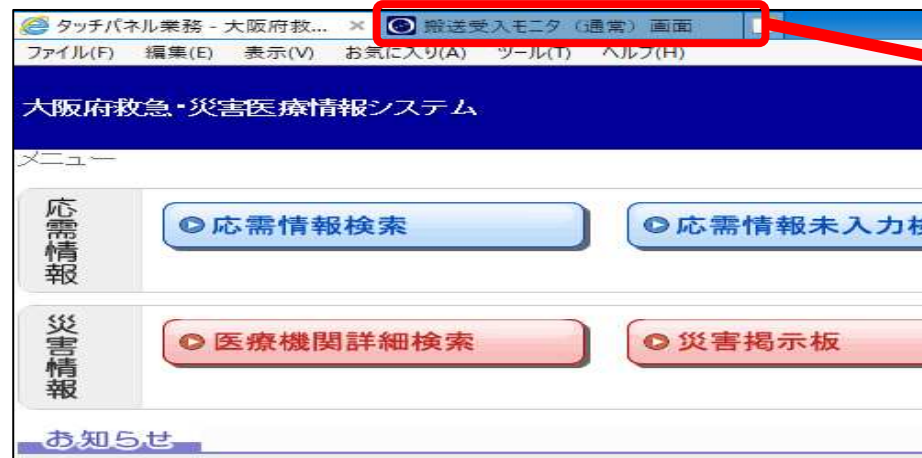 タッチパネル業務 - 大阪府救... × 搬送受入モニタ（通常）画面
ファイル(F) 編集(E) 表示(V) お気に入り(A) ツール(T) ヘルプ(H)
大阪府救急・災害医療情報システム
メニュー
応需情報
応需情報検索 応需情報未入力検
災害情報
医療機関詳細検索 災害掲示板
お知らせ